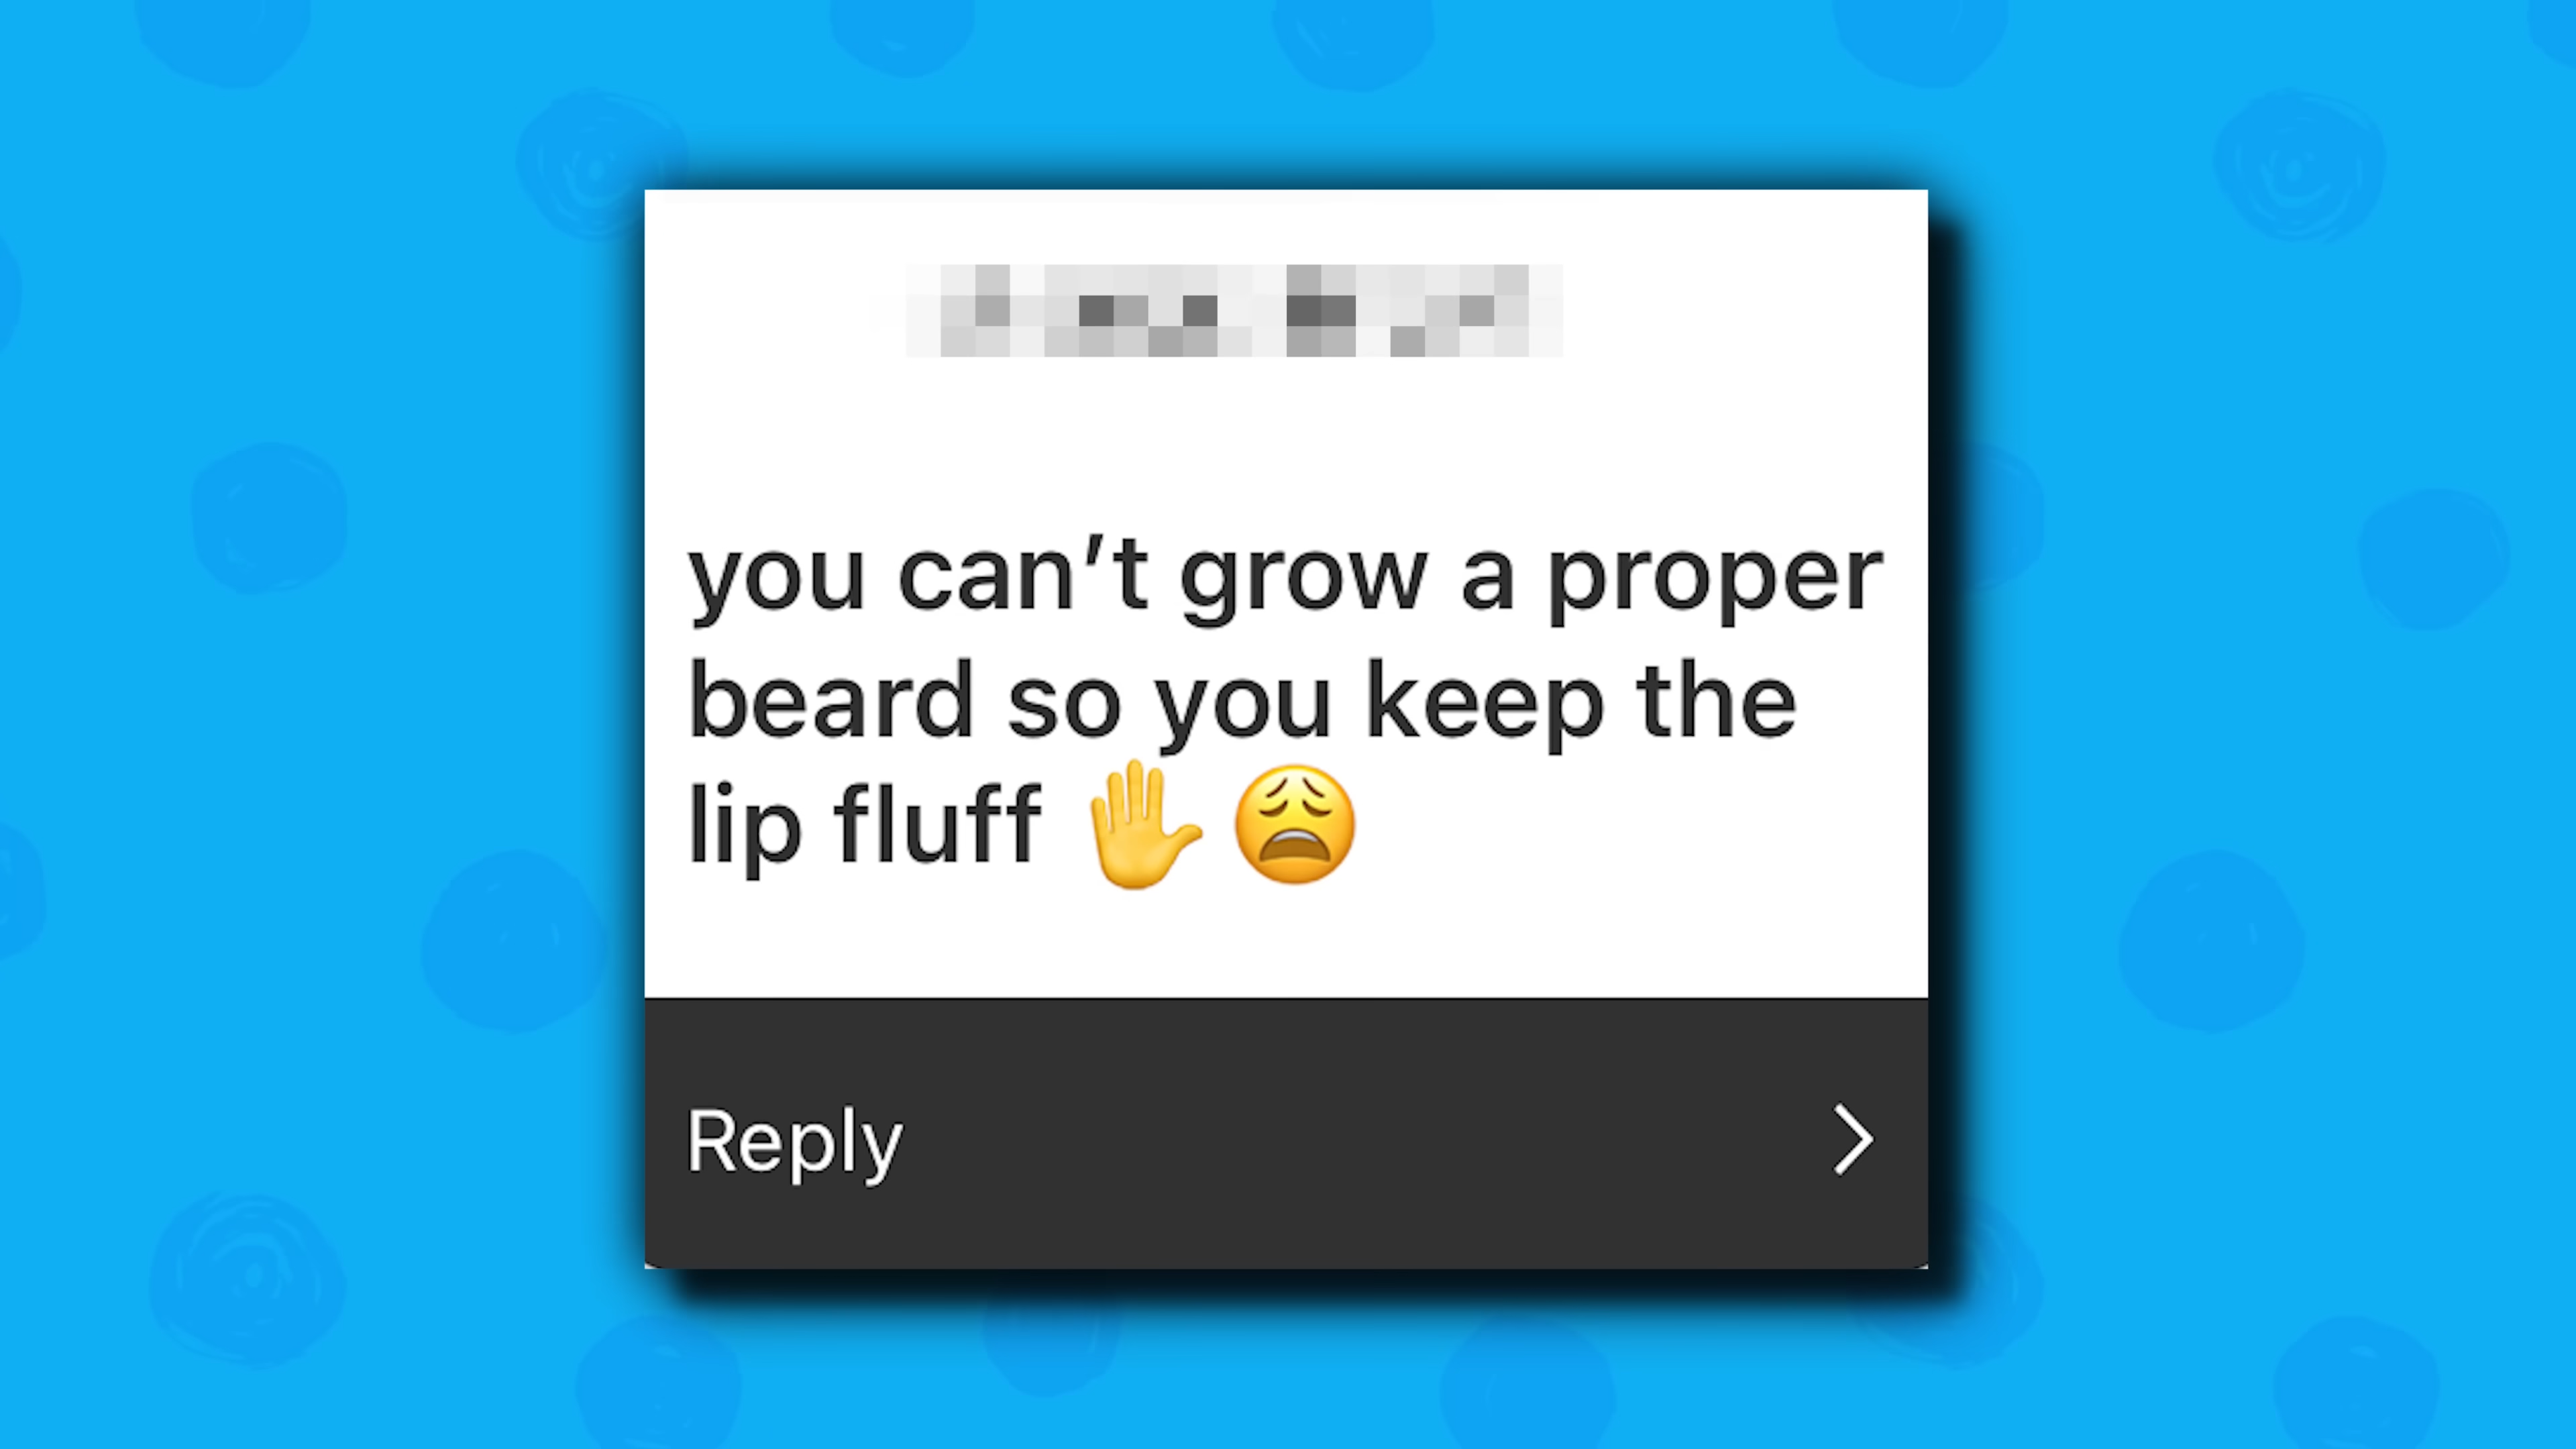 you can’t grow a proper
beard so you keep the
lip fluff ✋ 😩
Reply